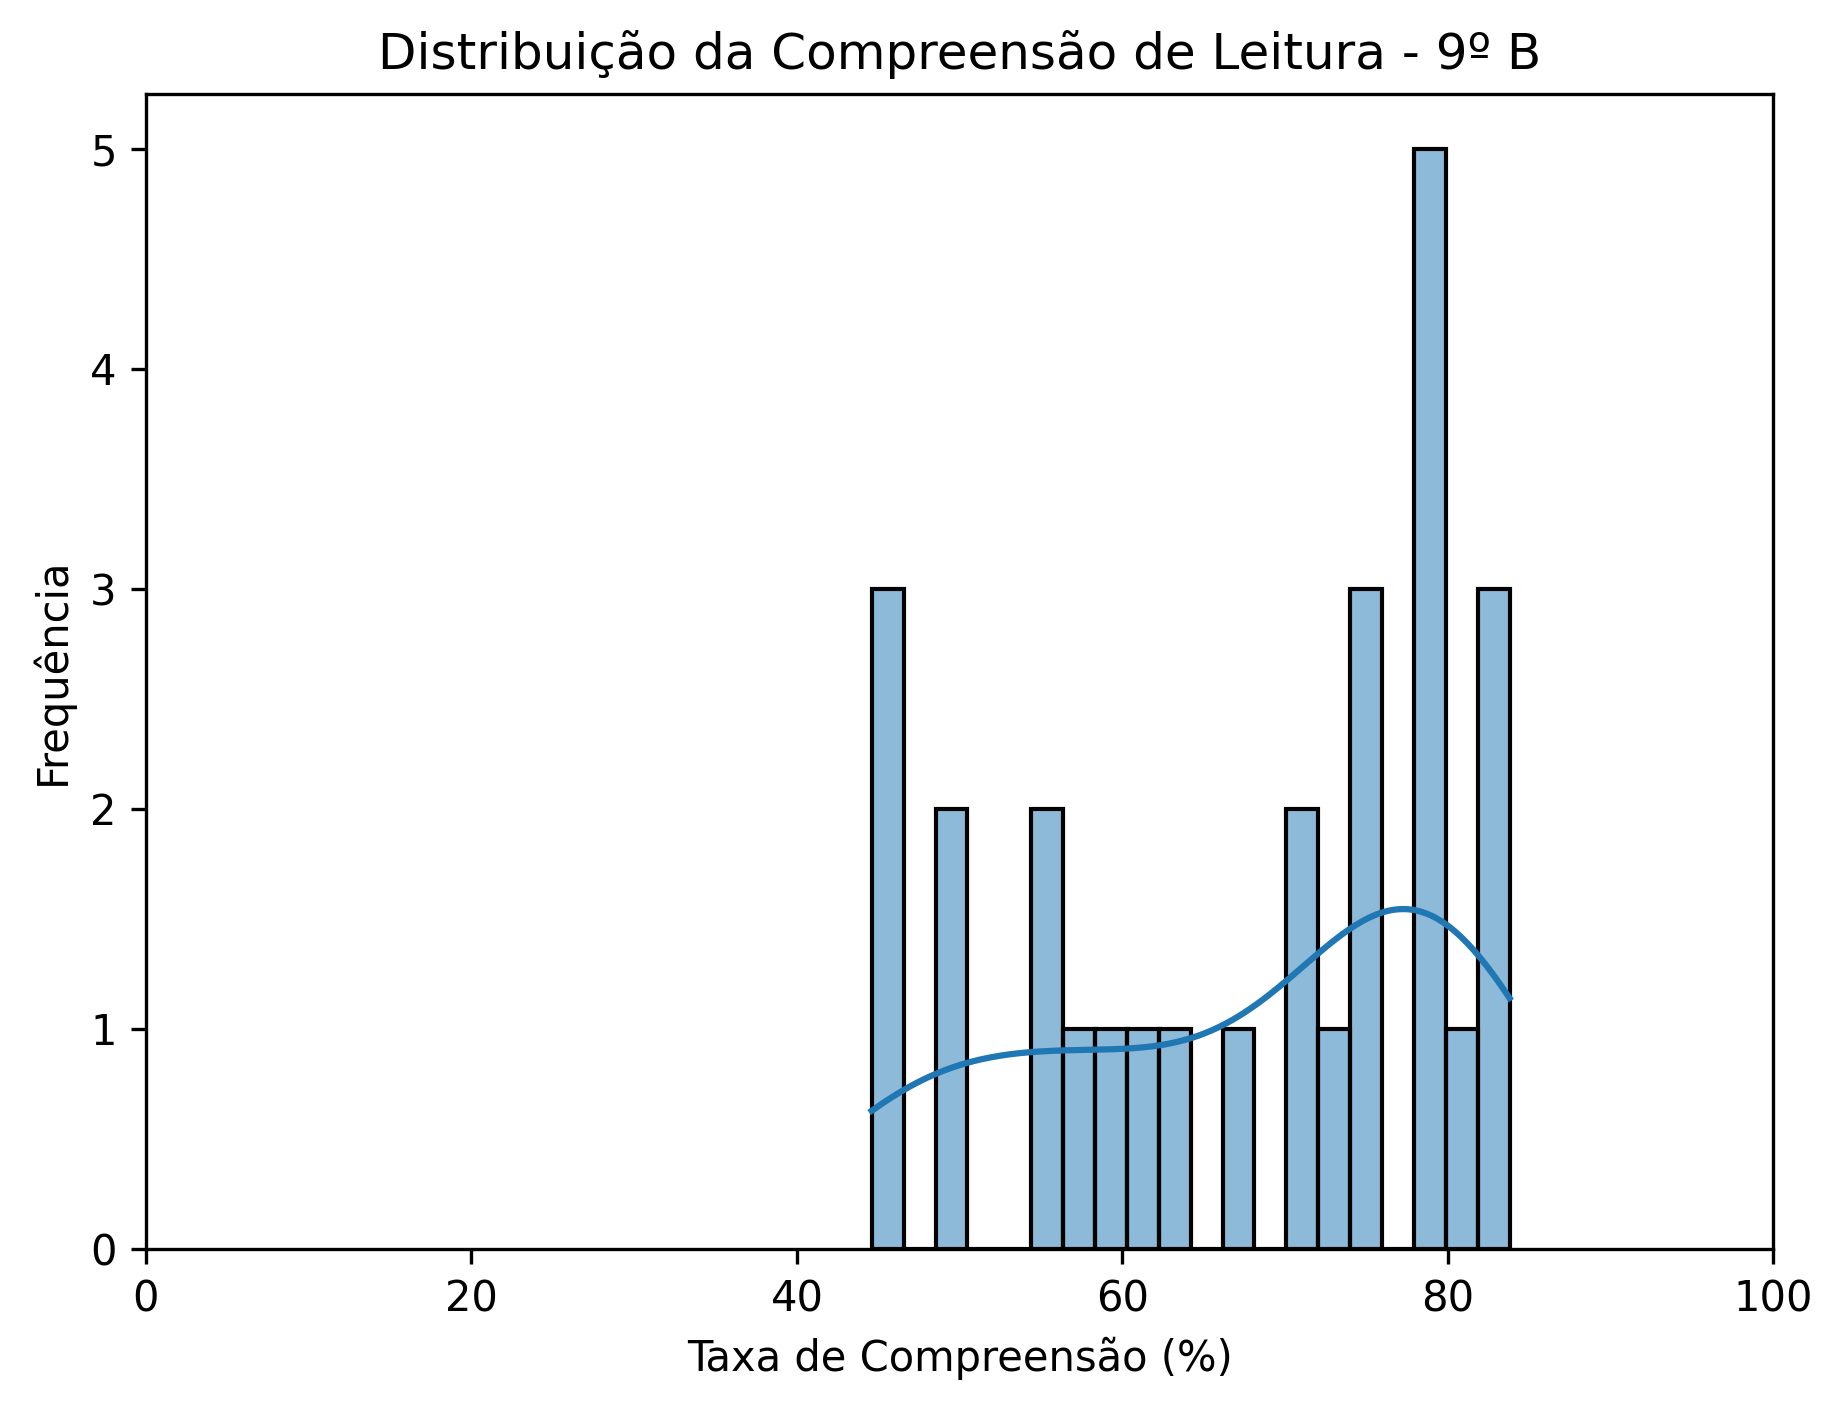 Distribuição da Compreensão de Leitura - 9º B
5
4
3
2
1
0
Frequência
0 20 40 60 80 100
Taxa de Compreensão (%)